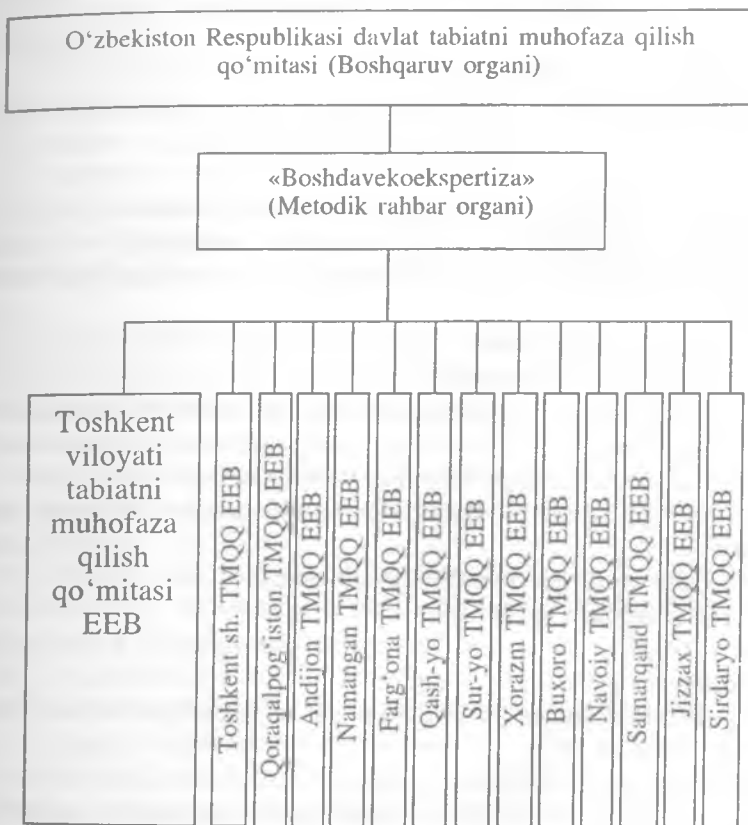 O‘zbekiston Respublikasi davlat tabiatni muhofaza qilish
qo‘mitasi (Boshqaruv organi)
«Boshdavekoekspertiza»
(Metodik rahbar organi)
Toshkent
viloyati
tabiatni
muhofaza
qilish
qo‘mitasi
EEB
Toshkent sh. TMQQ EEB
Qoraqalpog‘iston TMQQ EEB
Andijon TMQQ EEB
Namangan TMQQ EEB
Farg‘ona TMQQ EEB
Qash-yo TMQQ EEB
Sur-yo TMQQ EEB
Xorazm TMQQ EEB
Buxoro TMQQ EEB
Navoiy TMQQ EEB
Samarqand TMQQ EEB
Jizzax TMQQ EEB
Sirdaryo TMQQ EEB